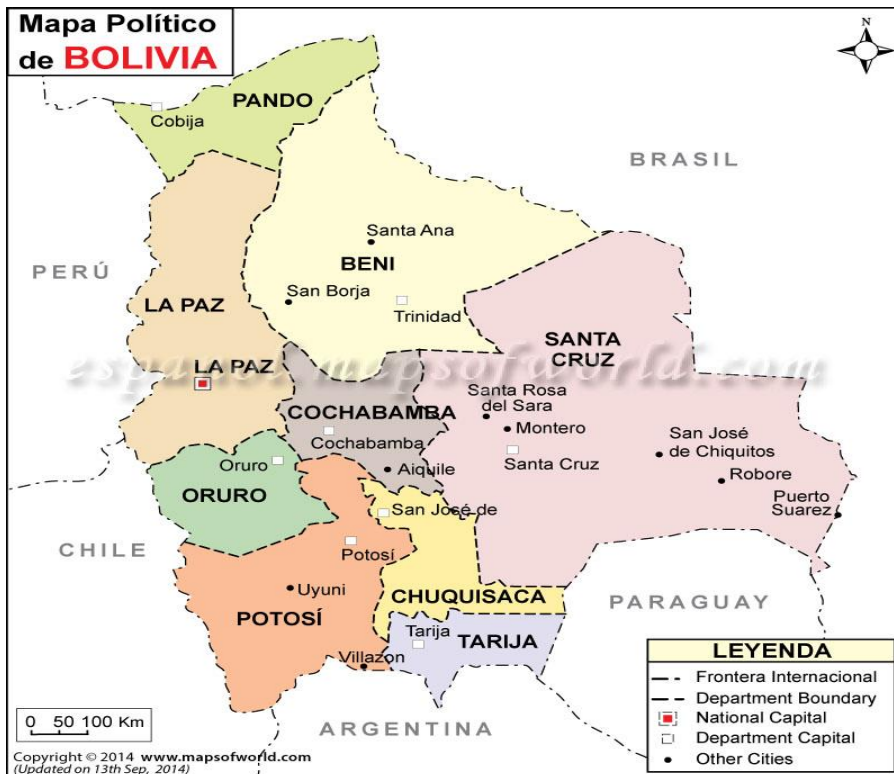 Mapa Político
de BOLIVIA
N
PANDO
Cobija
BRASIL
Santa Ana
BENI
PERÚ
San Borja
LA PAZ
Trinidad
SANTA
CRUZ
LA PAZ
espanol.mapsofworld.com
Santa Rosa
del Sara
COCHABAMBA
Montero
Cochabamba
San José
de Chiquitos
Oruro
Aiquile
Santa Cruz
Robore
ORURO
Puerto
Suarez
San José de
CHILE
Potosí
Uyuni
CHUQUISACA
PARAGUAY
POTOSÍ
Tarija
TARIJA
Villazon
LEYENDA
Frontera Internacional
Department Boundary
National Capital
Department Capital
Other Cities
0 50 100 Km
ARGENTINA
Copyright © 2014 www.mapsofworld.com
(Updated on 13th Sep, 2014)